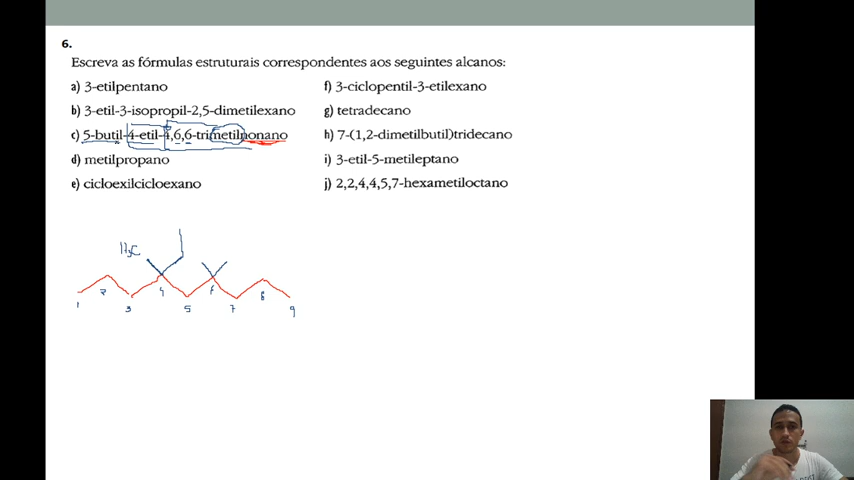 6.
Escreva as fórmulas estruturais correspondentes aos seguintes alcanos:
a) 3-etilpentano
b) 3-etil-3-isopropil-2,5-dimetilexano
c) 5-butil-4-etil-4,6,6-trimetilnonano
d) metilpropano
e) cicloexilcicloexano
f) 3-ciclopentil-3-etilexano
g) tetradecano
h) 7-(1,2-dimetilbutil)tridecano
i) 3-etil-5-metileptano
j) 2,2,4,4,5,7-hexametiloctano
H3C
1 2 3 4 5 6 7 8 9